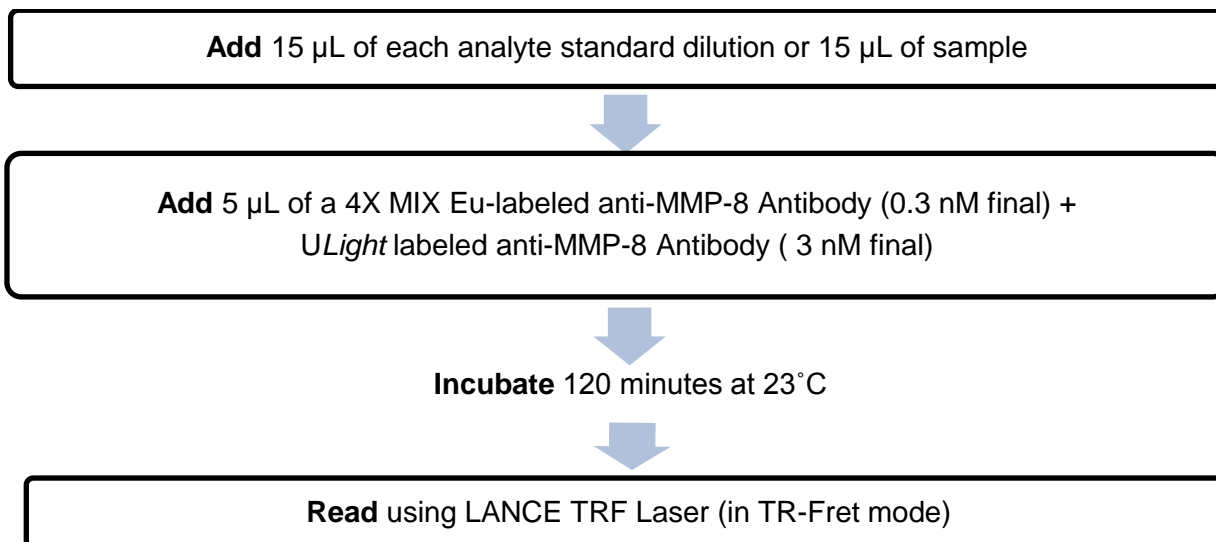 Add 15 µL of each analyte standard dilution or 15 µL of sample
Add 5 µL of a 4X MIX Eu-labeled anti-MMP-8 Antibody (0.3 nM final) +
ULight labeled anti-MMP-8 Antibody ( 3 nM final)
Incubate 120 minutes at 23˚C
Read using LANCE TRF Laser (in TR-Fret mode)